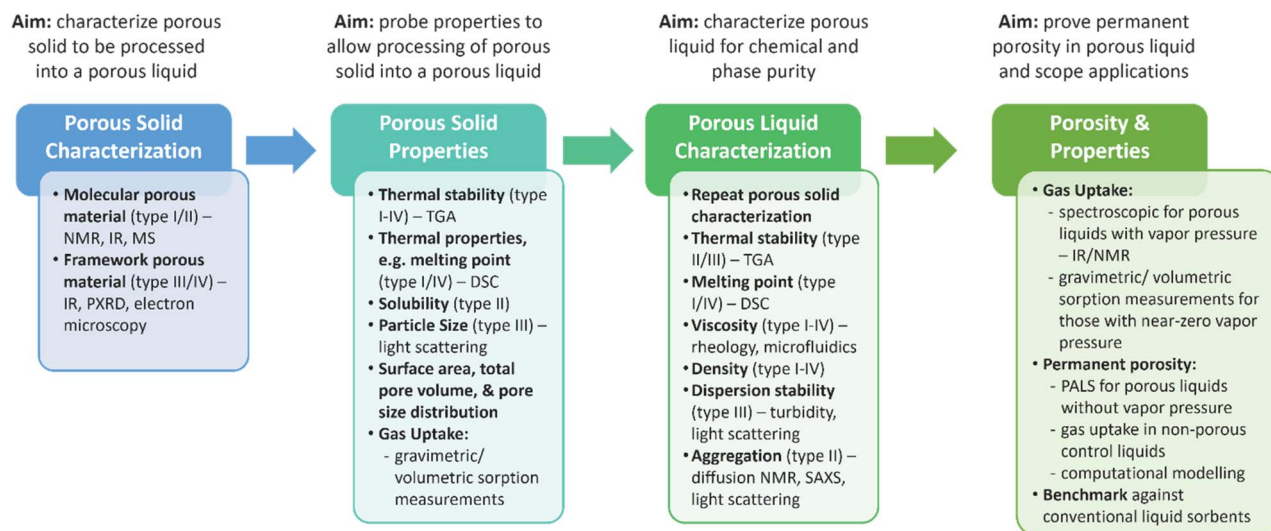 Aim: characterize porous
solid to be processed
into a porous liquid
Porous Solid
Characterization
• Molecular porous
material (type I/II) –
NMR, IR, MS
• Framework porous
material (type III/IV) –
IR, PXRD, electron
microscopy
Aim: probe properties to
allow processing of porous
solid into a porous liquid
Porous Solid
Properties
• Thermal stability (type
I-IV) – TGA
• Thermal properties,
e.g. melting point
(type I/IV) – DSC
• Solubility (type II)
• Particle Size (type III) –
light scattering
• Surface area, total
pore volume, & pore
size distribution
• Gas Uptake:
- gravimetric/
volumetric sorption
measurements
Aim: characterize porous
liquid for chemical and
phase purity
Porous Liquid
Characterization
• Repeat porous solid
characterization
• Thermal stability (type
II/III) – TGA
• Melting point (type
I/IV) – DSC
• Viscosity (type I-IV) –
rheology, microfluidics
• Density (type I-IV)
• Dispersion stability
(type III) – turbidity,
light scattering
• Aggregation (type II) –
diffusion NMR, SAXS,
light scattering
Aim: prove permanent
porosity in porous liquid
and scope applications
Porosity &
Properties
• Gas Uptake:
- spectroscopic for porous
liquids with vapor pressure
– IR/NMR
- gravimetric/ volumetric
sorption measurements for
those with near-zero vapor
pressure
• Permanent porosity:
- PALS for porous liquids
without vapor pressure
- gas uptake in non-porous
control liquids
- computational modelling
• Benchmark against
conventional liquid sorbents